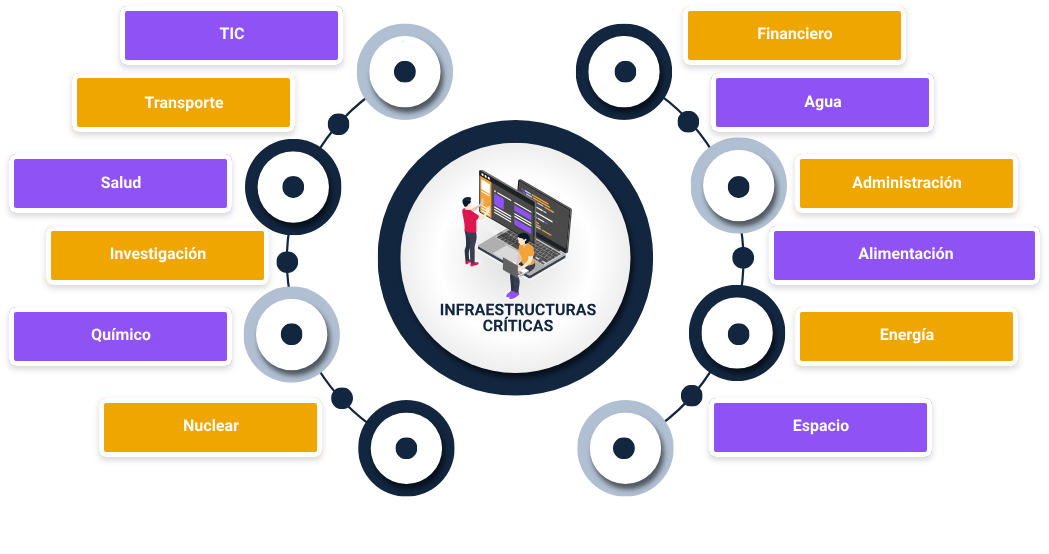 TIC
Transporte
Salud
Investigación
Químico
Nuclear
INFRAESTRUCTURAS
CRÍTICAS
Financiero
Agua
Administración
Alimentación
Energía
Espacio